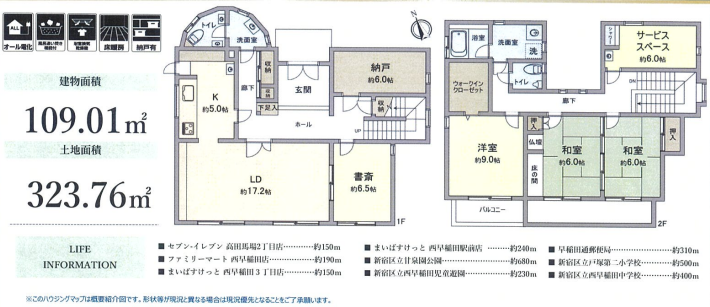 ALL
オール電化
床暖房
納戸有
建物面積
109.01㎡
土地面積
323.76㎡
N
トイレ
洗面室
収納
K
約5.0帖
廊下
収納
下足入
玄関
納戸
約6.0帖
収納
ホール
UP
LD
約17.2帖
書斎
約6.5帖
1F
浴室
洗面室
洗
シャワー
サービス
スペース
約6.0帖
トイレ
ウォークイン
クローゼット
廊下
DN
押入
仏壇
床の間
洋室
約9.0帖
和室
約6.0帖
和室
約6.0帖
押入
バルコニー
2F
LIFE
INFORMATION
■ セブン-イレブン 高田馬場2丁目店…………約150m
■ ファミリーマート 西早稲田店…………約190m
■ まいばすけっと 西早稲田3丁目店…………約150m
■ まいばすけっと 西早稲田駅前店…………約240m
■ 新宿区立甘泉園公園…………約680m
■ 新宿区立西早稲田児童遊園…………約230m
■ 早稲田通郵便局…………約310m
■ 新宿区立戸塚第二小学校…………約500m
■ 新宿区立西早稲田中学校…………約400m
※このハウジングマップは概要紹介図です。形状等が現況と異なる場合は現況優先となることをご了承願います。